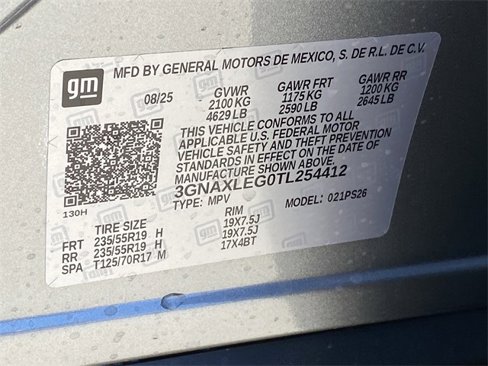 gm
MFD BY GENERAL MOTORS DE MEXICO, S. DE R.L. DE C.V.
08/25 GVWR GAWR FRT GAWR RR
2100 KG 1175 KG 1200 KG
4629 LB 2590 LB 2645 LB
THIS VEHICLE CONFORMS TO ALL
APPLICABLE U.S. FEDERAL MOTOR
VEHICLE SAFETY AND THEFT PREVENTION
STANDARDS IN EFFECT ON THE DATE OF
MANUFACTURE SHOWN ABOVE.
3GNAXLEG0TL254412
TYPE: MPV MODEL: 021PS26
130H
TIRE SIZE RIM
FRT 235/55R19 H 19X7.5J
RR 235/55R19 H 19X7.5J
SPA T125/70R17 M 17X4BT